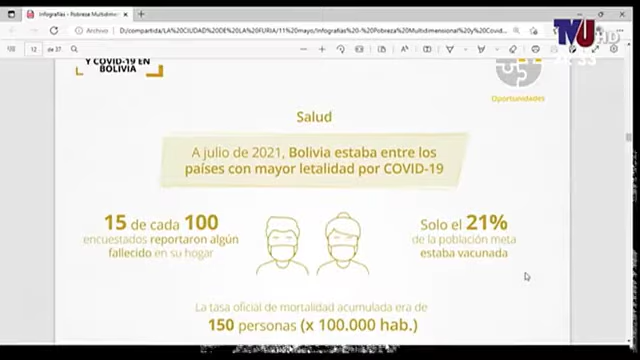 infografías - Pobreza Multidimens
Archivo
D:/compartida/LA%20CIUDAD%20DE%20LA%20FURIA/11%20mayo/Infografias%20-%20Pobreza%20Multidimensional%20y%20Covid
TVU HD
12 de 37
Y COVID-19 EN
BOLIVIA
Oportunidades
Salud
A julio de 2021, Bolivia estaba entre los
países con mayor letalidad por COVID-19
15 de cada 100
encuestados reportaron algún
fallecido en su hogar
Solo el 21%
de la población meta
estaba vacunada
La tasa oficial de mortalidad acumulada era de
150 personas (x 100.000 hab.)